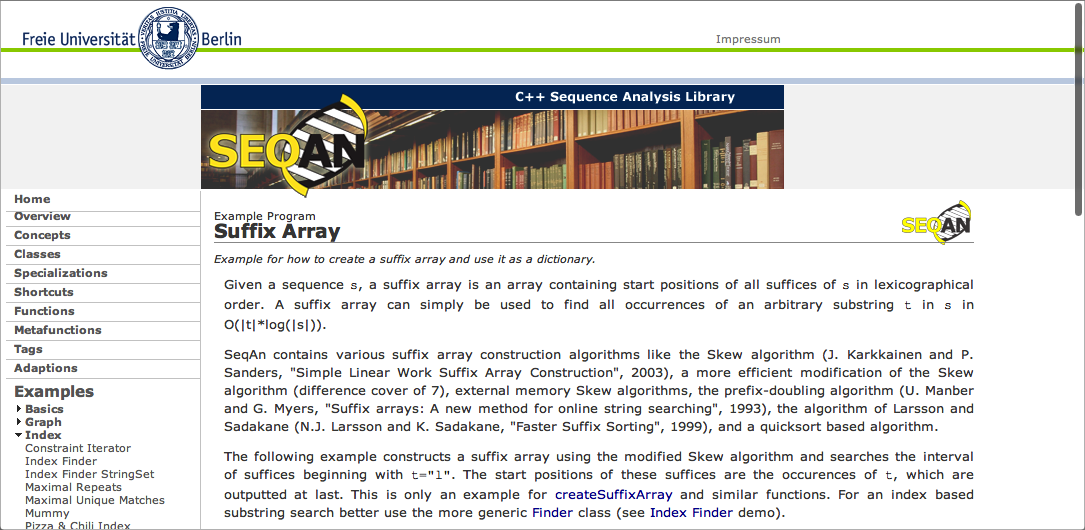 Freie Universität Berlin
Impressum
C++ Sequence Analysis Library
SEQAN
Home
Overview
Concepts
Classes
Specializations
Shortcuts
Functions
Metafunctions
Tags
Adaptions
Examples
Basics
Graph
Index
Constraint Iterator
Index Finder
Index Finder StringSet
Maximal Repeats
Maximal Unique Matches
Mummy
Pizza & Chili Index
Example Program
Suffix Array
SEQAN
Example for how to create a suffix array and use it as a dictionary.
Given a sequence s, a suffix array is an array containing start positions of all suffices of s in lexicographical
order. A suffix array can simply be used to find all occurrences of an arbitrary substring t in s in
O(|t|*log(|s|)).
SeqAn contains various suffix array construction algorithms like the Skew algorithm (J. Karkkainen and P.
Sanders, "Simple Linear Work Suffix Array Construction", 2003), a more efficient modification of the Skew
algorithm (difference cover of 7), external memory Skew algorithms, the prefix-doubling algorithm (U. Manber
and G. Myers, "Suffix arrays: A new method for online string searching", 1993), the algorithm of Larsson and
Sadakane (N.J. Larsson and K. Sadakane, "Faster Suffix Sorting", 1999), and a quicksort based algorithm.
The following example constructs a suffix array using the modified Skew algorithm and searches the interval
of suffices beginning with t="l". The start positions of these suffices are the occurences of t, which are
outputted at last. This is only an example for createSuffixArray and similar functions. For an index based
substring search better use the more generic Finder class (see Index Finder demo).